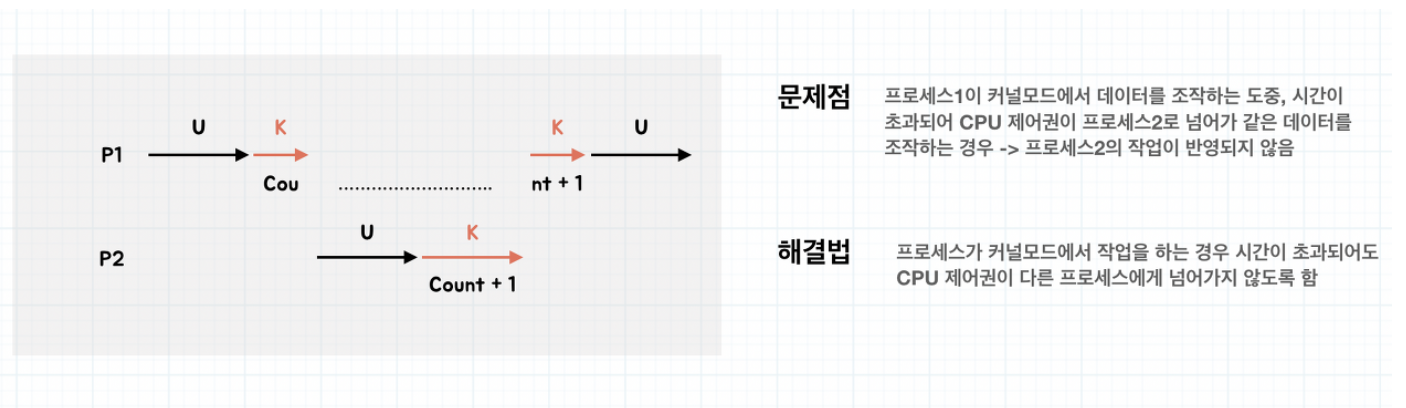 문제점
프로세스1이 커널모드에서 데이터를 조작하는 도중, 시간이
초과되어 CPU 제어권이 프로세스2로 넘어가 같은 데이터를
조작하는 경우 -> 프로세스2의 작업이 반영되지 않음
U K K U
P1
Cou ........................... nt + 1
U K
P2
Count + 1
해결법
프로세스가 커널모드에서 작업을 하는 경우 시간이 초과되어도
CPU 제어권이 다른 프로세스에게 넘어가지 않도록 함